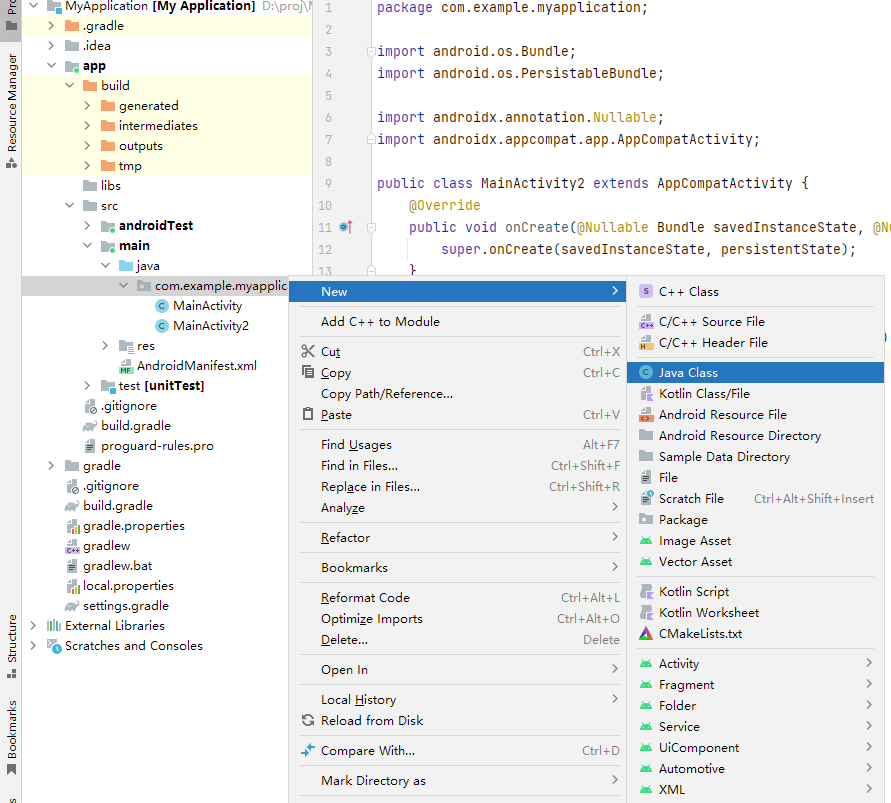 MyApplication [My Application] D:\proj\
.gradle
.idea
app
build
generated
intermediates
outputs
tmp
libs
src
androidTest
main
java
com.example.myapplic
MainActivity
MainActivity2
res
AndroidManifest.xml
test [unitTest]
.gitignore
build.gradle
proguard-rules.pro
gradle
.gitignore
build.gradle
gradle.properties
gradlew
gradlew.bat
local.properties
settings.gradle
External Libraries
Scratches and Consoles
Resource Manager
Structure
Bookmarks
1 package com.example.myapplication;
2
3 import android.os.Bundle;
4 import android.os.PersistableBundle;
5
6 import androidx.annotation.Nullable;
7 import androidx.appcompat.app.AppCompatActivity;
8
9 public class MainActivity2 extends AppCompatActivity {
10 @Override
11 public void onCreate(@Nullable Bundle savedInstanceState, @Nu
12 super.onCreate(savedInstanceState, persistentState);
13 }
New
Add C++ to Module
Cut Ctrl+X
Copy Ctrl+C
Copy Path/Reference...
Paste Ctrl+V
Find Usages Alt+F7
Find in Files... Ctrl+Shift+F
Replace in Files... Ctrl+Shift+R
Analyze
Refactor
Bookmarks
Reformat Code Ctrl+Alt+L
Optimize Imports Ctrl+Alt+O
Delete... Delete
Open In
Local History
Reload from Disk
Compare With... Ctrl+D
Mark Directory as
C++ Class
C/C++ Source File
C/C++ Header File
Java Class
Kotlin Class/File
Android Resource File
Android Resource Directory
Sample Data Directory
File
Scratch File Ctrl+Alt+Shift+Insert
Package
Image Asset
Vector Asset
Kotlin Script
Kotlin Worksheet
CMakeLists.txt
Activity
Fragment
Folder
Service
UiComponent
Automotive
XML